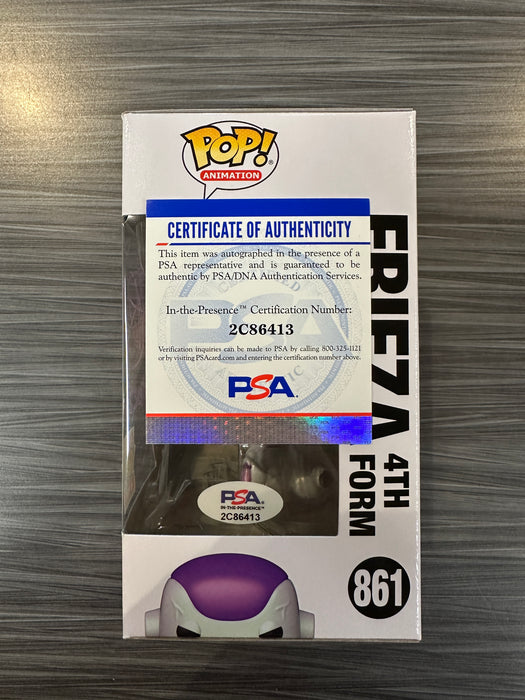 POP!
ANIMATION
CERTIFICATE OF AUTHENTICITY
This item was autographed in the presence of a
PSA representative and is guaranteed to be
authentic by PSA/DNA Authentication Services.
In-the-Presence™ Certification Number:
2C86413
Verification inquiries can be made to PSA by calling 800-325-1121
or by visiting PSAcard.com and entering the certification number above.
PSA
FRIEZA
4TH
FORM
PSA
IN-THE-PRESENCE™
2C86413
861